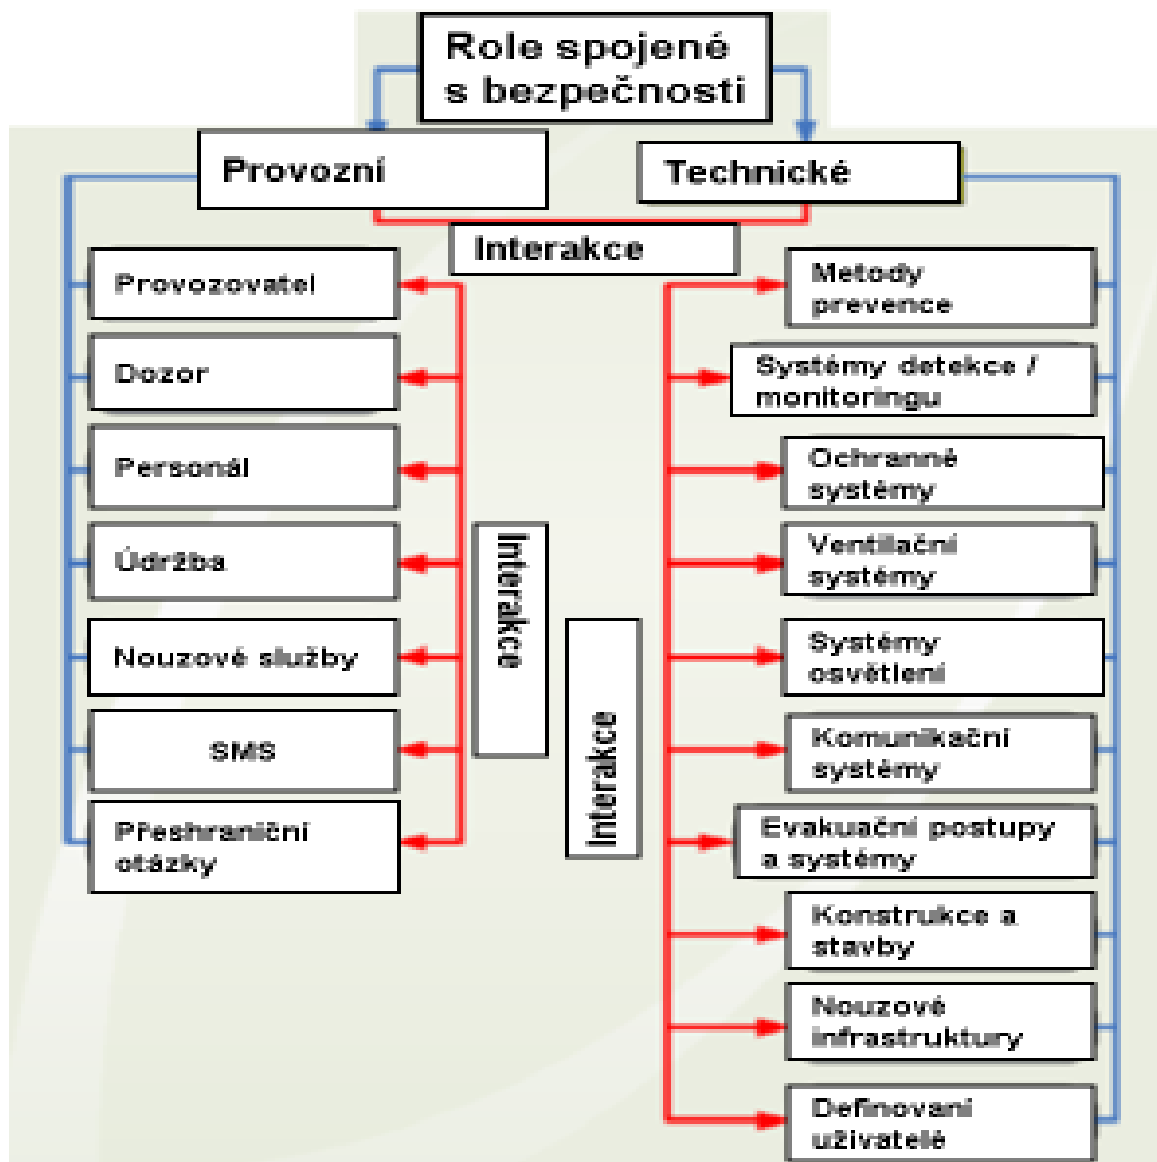 Role spojené
s bezpečnosti
Provozní
Technické
Interakce
Provozovatel
Dozor
Personál
Údržba
Nouzové služby
SMS
Přeshraniční
otázky
Interakce
Interakce
Metody
prevence
Systémy detekce /
monitoringu
Ochranné
systémy
Ventilační
systémy
Systémy
osvětlení
Komunikační
systémy
Evakuační postupy
a systémy
Konstrukce a
stavby
Nouzové
infrastruktury
Definovaní
uživatelé